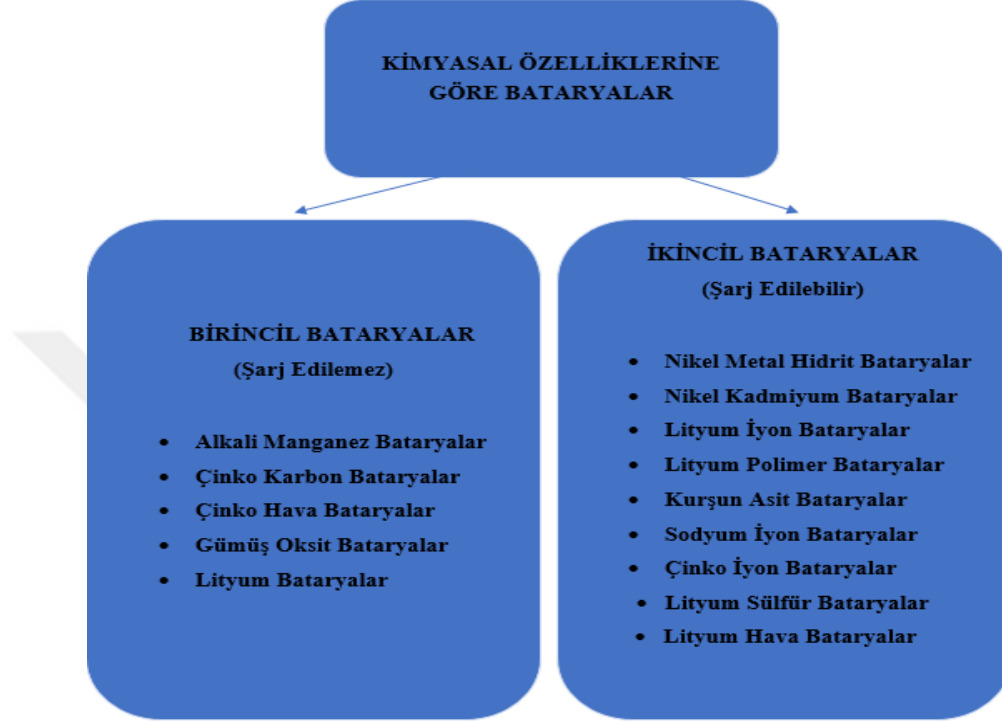 KİMYASAL ÖZELLİKLERİNE
GÖRE BATARYALAR
BİRİNCİL BATARYALAR
(Şarj Edilemez)
• Alkali Manganez Bataryalar
• Çinko Karbon Bataryalar
• Çinko Hava Bataryalar
• Gümüş Oksit Bataryalar
• Lityum Bataryalar
İKİNCİL BATARYALAR
(Şarj Edilebilir)
• Nikel Metal Hidrit Bataryalar
• Nikel Kadmiyum Bataryalar
• Lityum İyon Bataryalar
• Lityum Polimer Bataryalar
• Kurşun Asit Bataryalar
• Sodyum İyon Bataryalar
• Çinko İyon Bataryalar
• Lityum Sülfür Bataryalar
• Lityum Hava Bataryalar